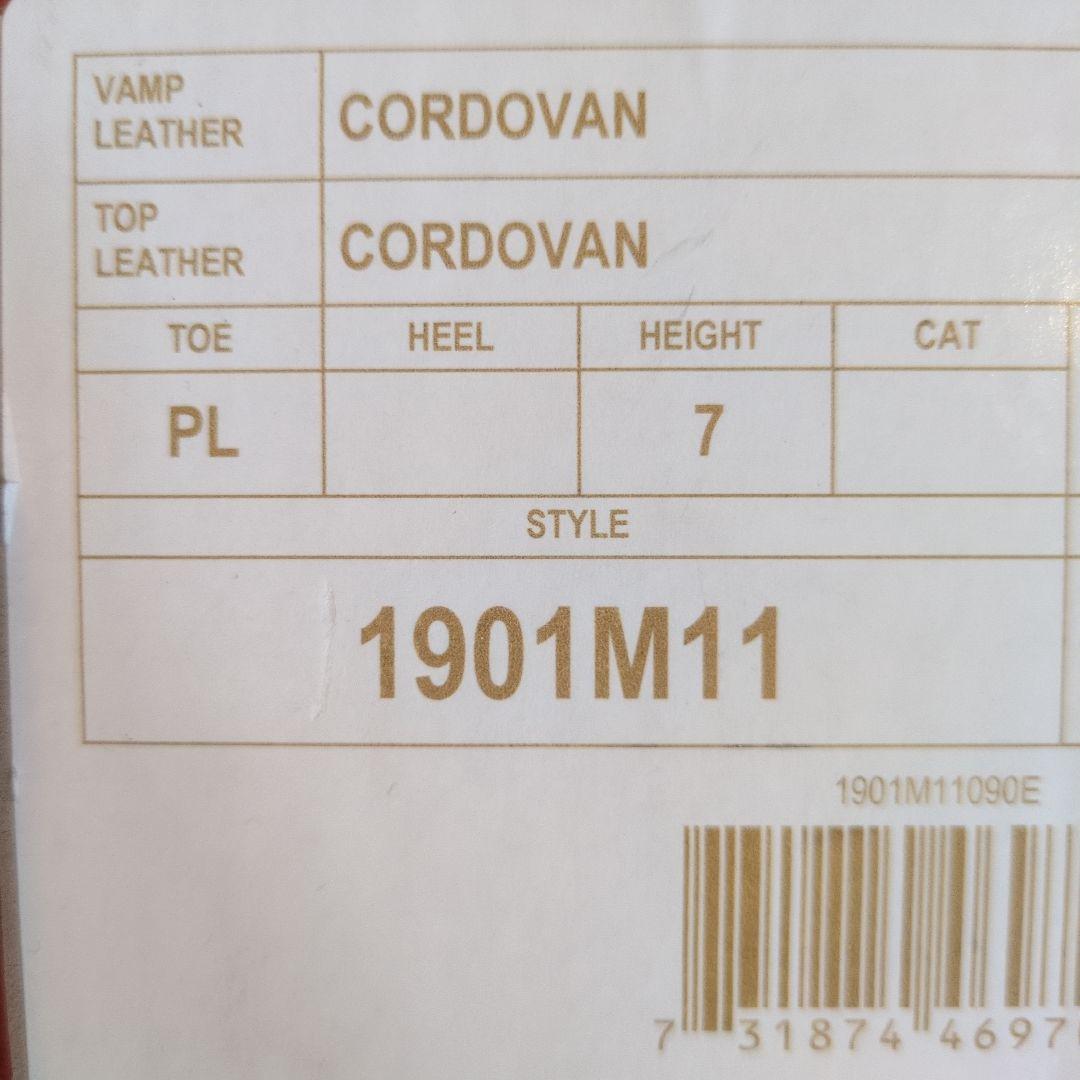 VAMP
LEATHER
CORDOVAN
TOP
LEATHER
CORDOVAN
TOE HEEL HEIGHT CAT
PL 7
STYLE
1901M11
1901M11090E
7 31874 4697